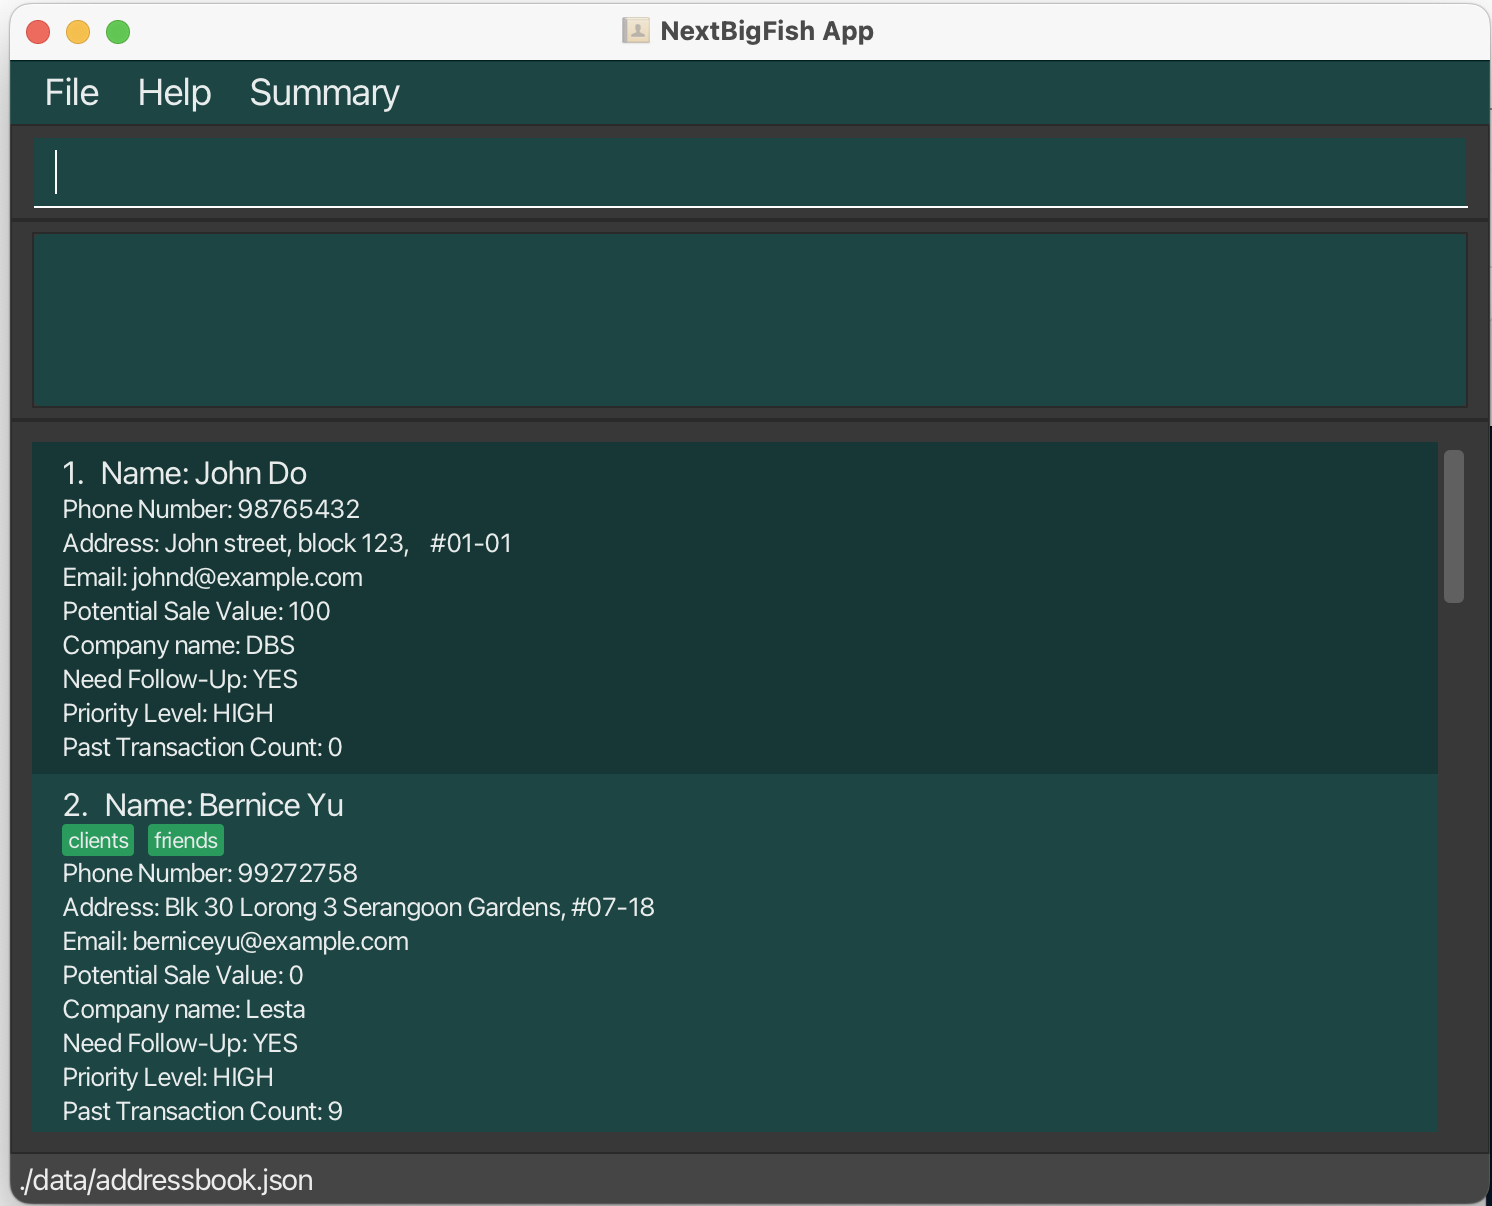 NextBigFish App
File Help Summary
1. Name: John Do
Phone Number: 98765432
Address: John street, block 123, #01-01
Email: johnd@example.com
Potential Sale Value: 100
Company name: DBS
Need Follow-Up: YES
Priority Level: HIGH
Past Transaction Count: 0
2. Name: Bernice Yu
clients friends
Phone Number: 99272758
Address: Blk 30 Lorong 3 Serangoon Gardens, #07-18
Email: berniceyu@example.com
Potential Sale Value: 0
Company name: Lesta
Need Follow-Up: YES
Priority Level: HIGH
Past Transaction Count: 9
./data/addressbook.json